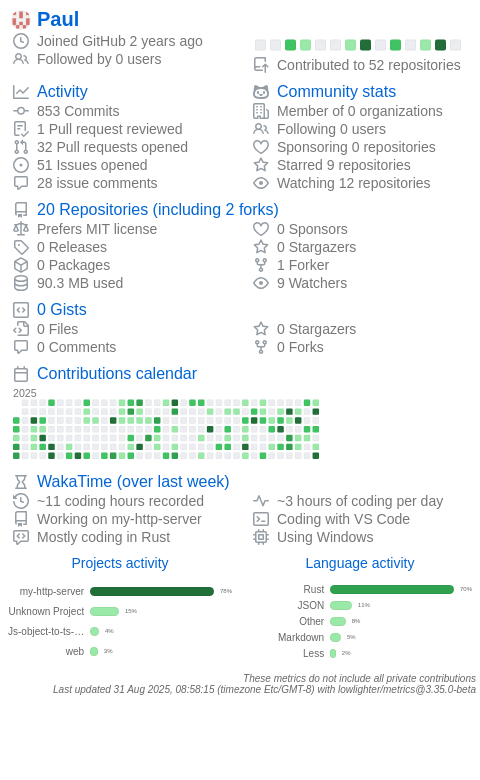 Paul
Joined GitHub 2 years ago
Followed by 0 users
Contributed to 52 repositories
Activity
853 Commits
1 Pull request reviewed
32 Pull requests opened
51 Issues opened
28 issue comments
Community stats
Member of 0 organizations
Following 0 users
Sponsoring 0 repositories
Starred 9 repositories
Watching 12 repositories
20 Repositories (including 2 forks)
Prefers MIT license
0 Releases
0 Packages
90.3 MB used
0 Sponsors
0 Stargazers
1 Forker
9 Watchers
0 Gists
0 Files
0 Comments
0 Stargazers
0 Forks
Contributions calendar
2025
WakaTime (over last week)
~11 coding hours recorded
Working on my-http-server
Mostly coding in Rust
~3 hours of coding per day
Coding with VS Code
Using Windows
Projects activity
my-http-server 78%
Unknown Project 15%
Js-object-to-ts-… 4%
web 3%
Language activity
Rust 70%
JSON 11%
Other 8%
Markdown 5%
Less 2%
These metrics do not include all private contributions
Last updated 31 Aug 2025, 08:58:15 (timezone Etc/GMT-8) with lowlighter/metrics@3.35.0-beta